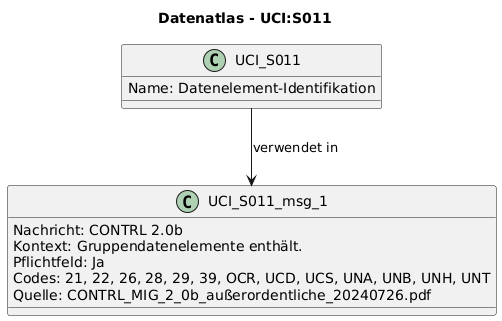 Datenatlas - UCI:S011
C UCI_S011
Name: Datenelement-Identifikation
verwendet in
C UCI_S011_msg_1
Nachricht: CONTRL 2.0b
Kontext: Gruppendatenelemente enthält.
Pflichtfeld: Ja
Codes: 21, 22, 26, 28, 29, 39, OCR, UCD, UCS, UNA, UNB, UNH, UNT
Quelle: CONTRL_MIG_2_0b_außerordentliche_20240726.pdf